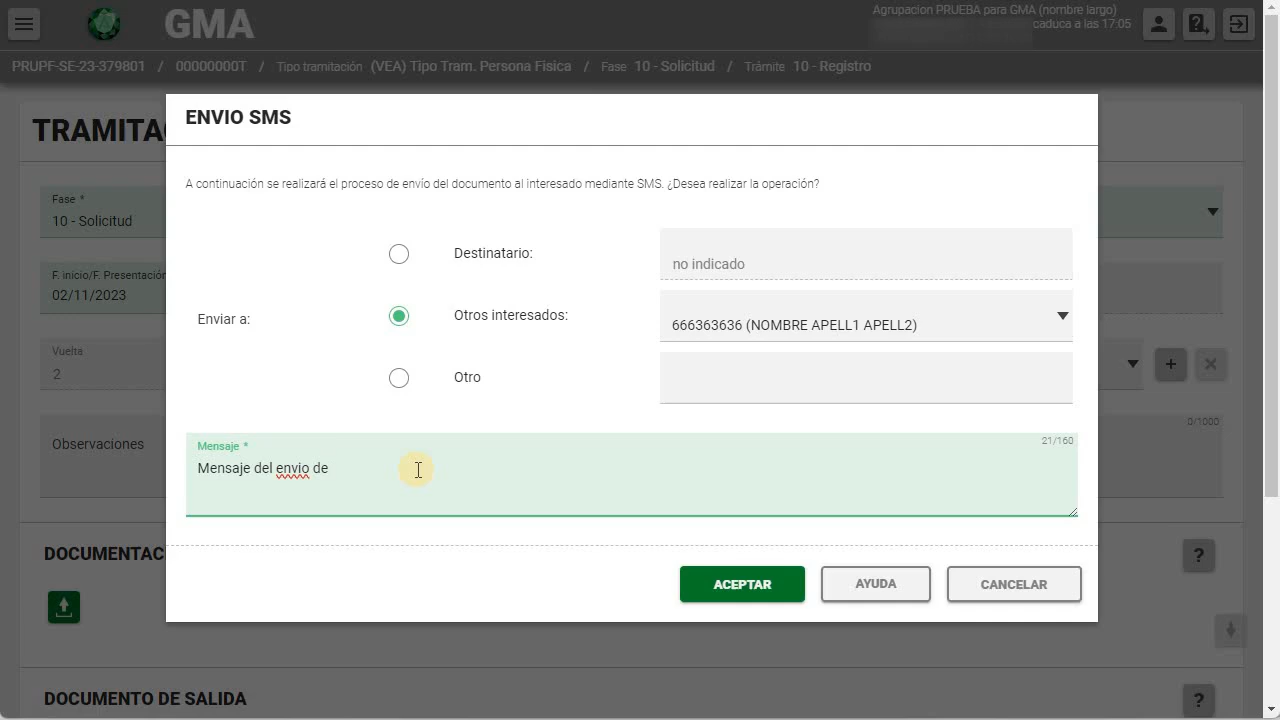 GMA
Agrupacion PRUEBA para GMA (nombre largo)
caduca a las 17:05
PRUPF-SE-23-379801 / 00000000T / Tipo tramitación (VEA) Tipo Tram. Persona Fisica / Fase 10 - Solicitud / Trámite 10 - Registro
TRAMITA
ENVIO SMS
A continuación se realizará el proceso de envío del documento al interesado mediante SMS. ¿Desea realizar la operación?
Fase *
10 - Solicitud
F. inicio/F. Presentación
02/11/2023
Vuelta
2
Observaciones
0/1000
Enviar a:
Destinatario:
no indicado
Otros interesados:
666363636 (NOMBRE APELL1 APELL2)
Otro
Mensaje *
21/160
Mensaje del envio de
DOCUMENTAC
?
ACEPTAR
AYUDA
CANCELAR
DOCUMENTO DE SALIDA
?